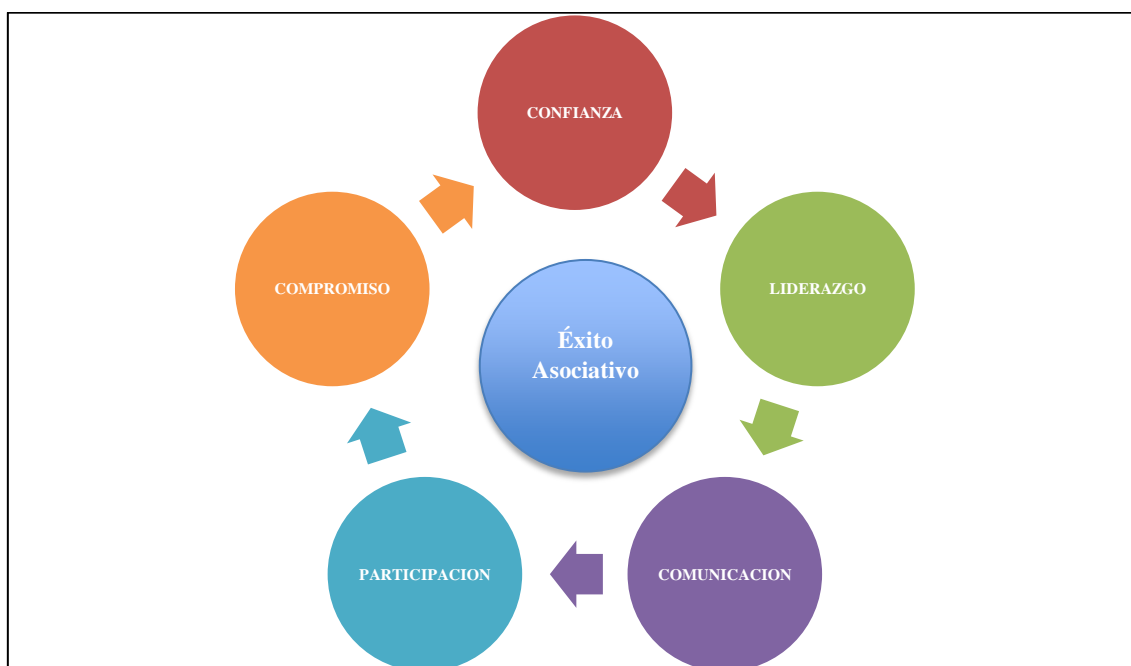 CONFIANZA
COMPROMISO
LIDERAZGO
Éxito
Asociativo
PARTICIPACION
COMUNICACION